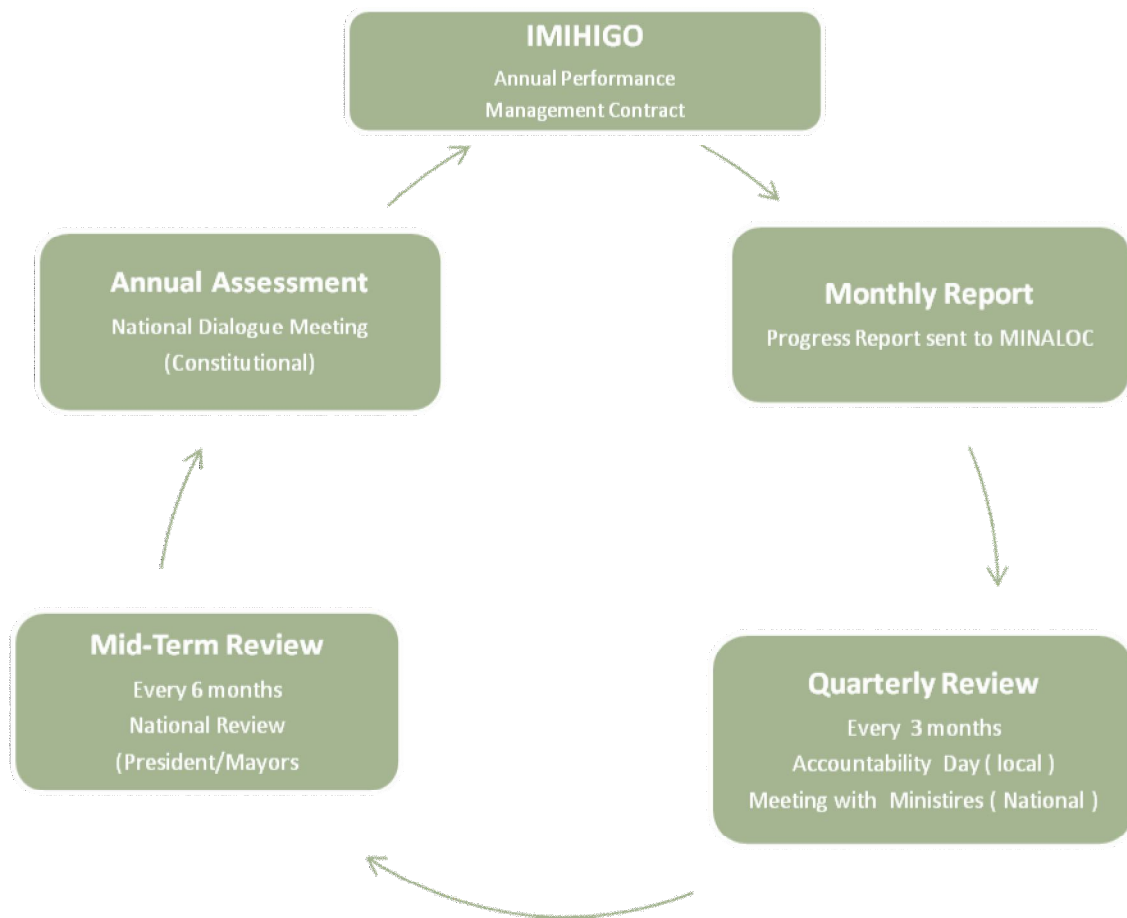 IMIHIGO
Annual Performance
Management Contract
Monthly Report
Progress Report sent to MINALOC
Quarterly Review
Every 3 months
Accountability Day ( local )
Meeting with Ministires ( National )
Mid-Term Review
Every 6 months
National Review
(President/Mayors
Annual Assessment
National Dialogue Meeting
(Constitutional)